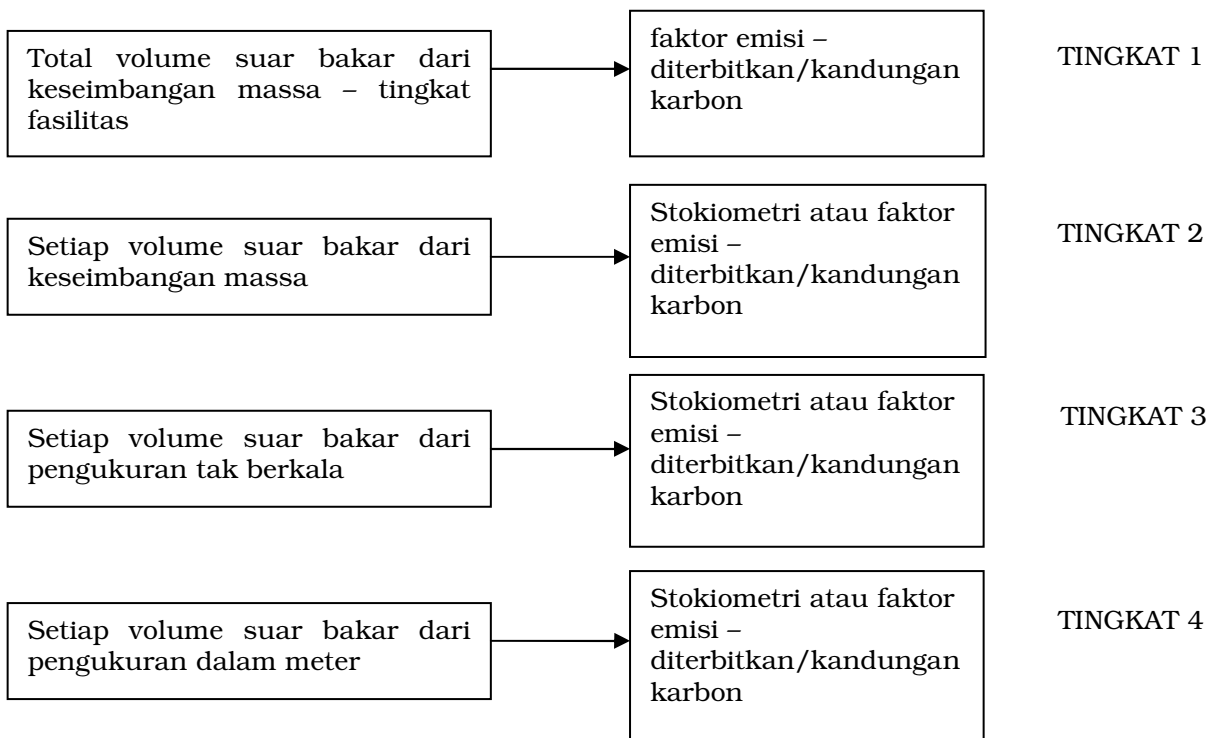 Total volume suar bakar dari
keseimbangan massa – tingkat
fasilitas
faktor emisi –
diterbitkan/kandungan
karbon
TINGKAT 1
Setiap volume suar bakar dari
keseimbangan massa
Stokiometri atau faktor
emisi –
diterbitkan/kandungan
karbon
TINGKAT 2
Setiap volume suar bakar dari
pengukuran tak berkala
Stokiometri atau faktor
emisi –
diterbitkan/kandungan
karbon
TINGKAT 3
Setiap volume suar bakar dari
pengukuran dalam meter
Stokiometri atau faktor
emisi –
diterbitkan/kandungan
karbon
TINGKAT 4